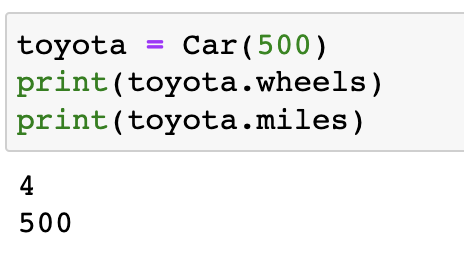 toyota = Car(500)
print(toyota.wheels)
print(toyota.miles)
4
500